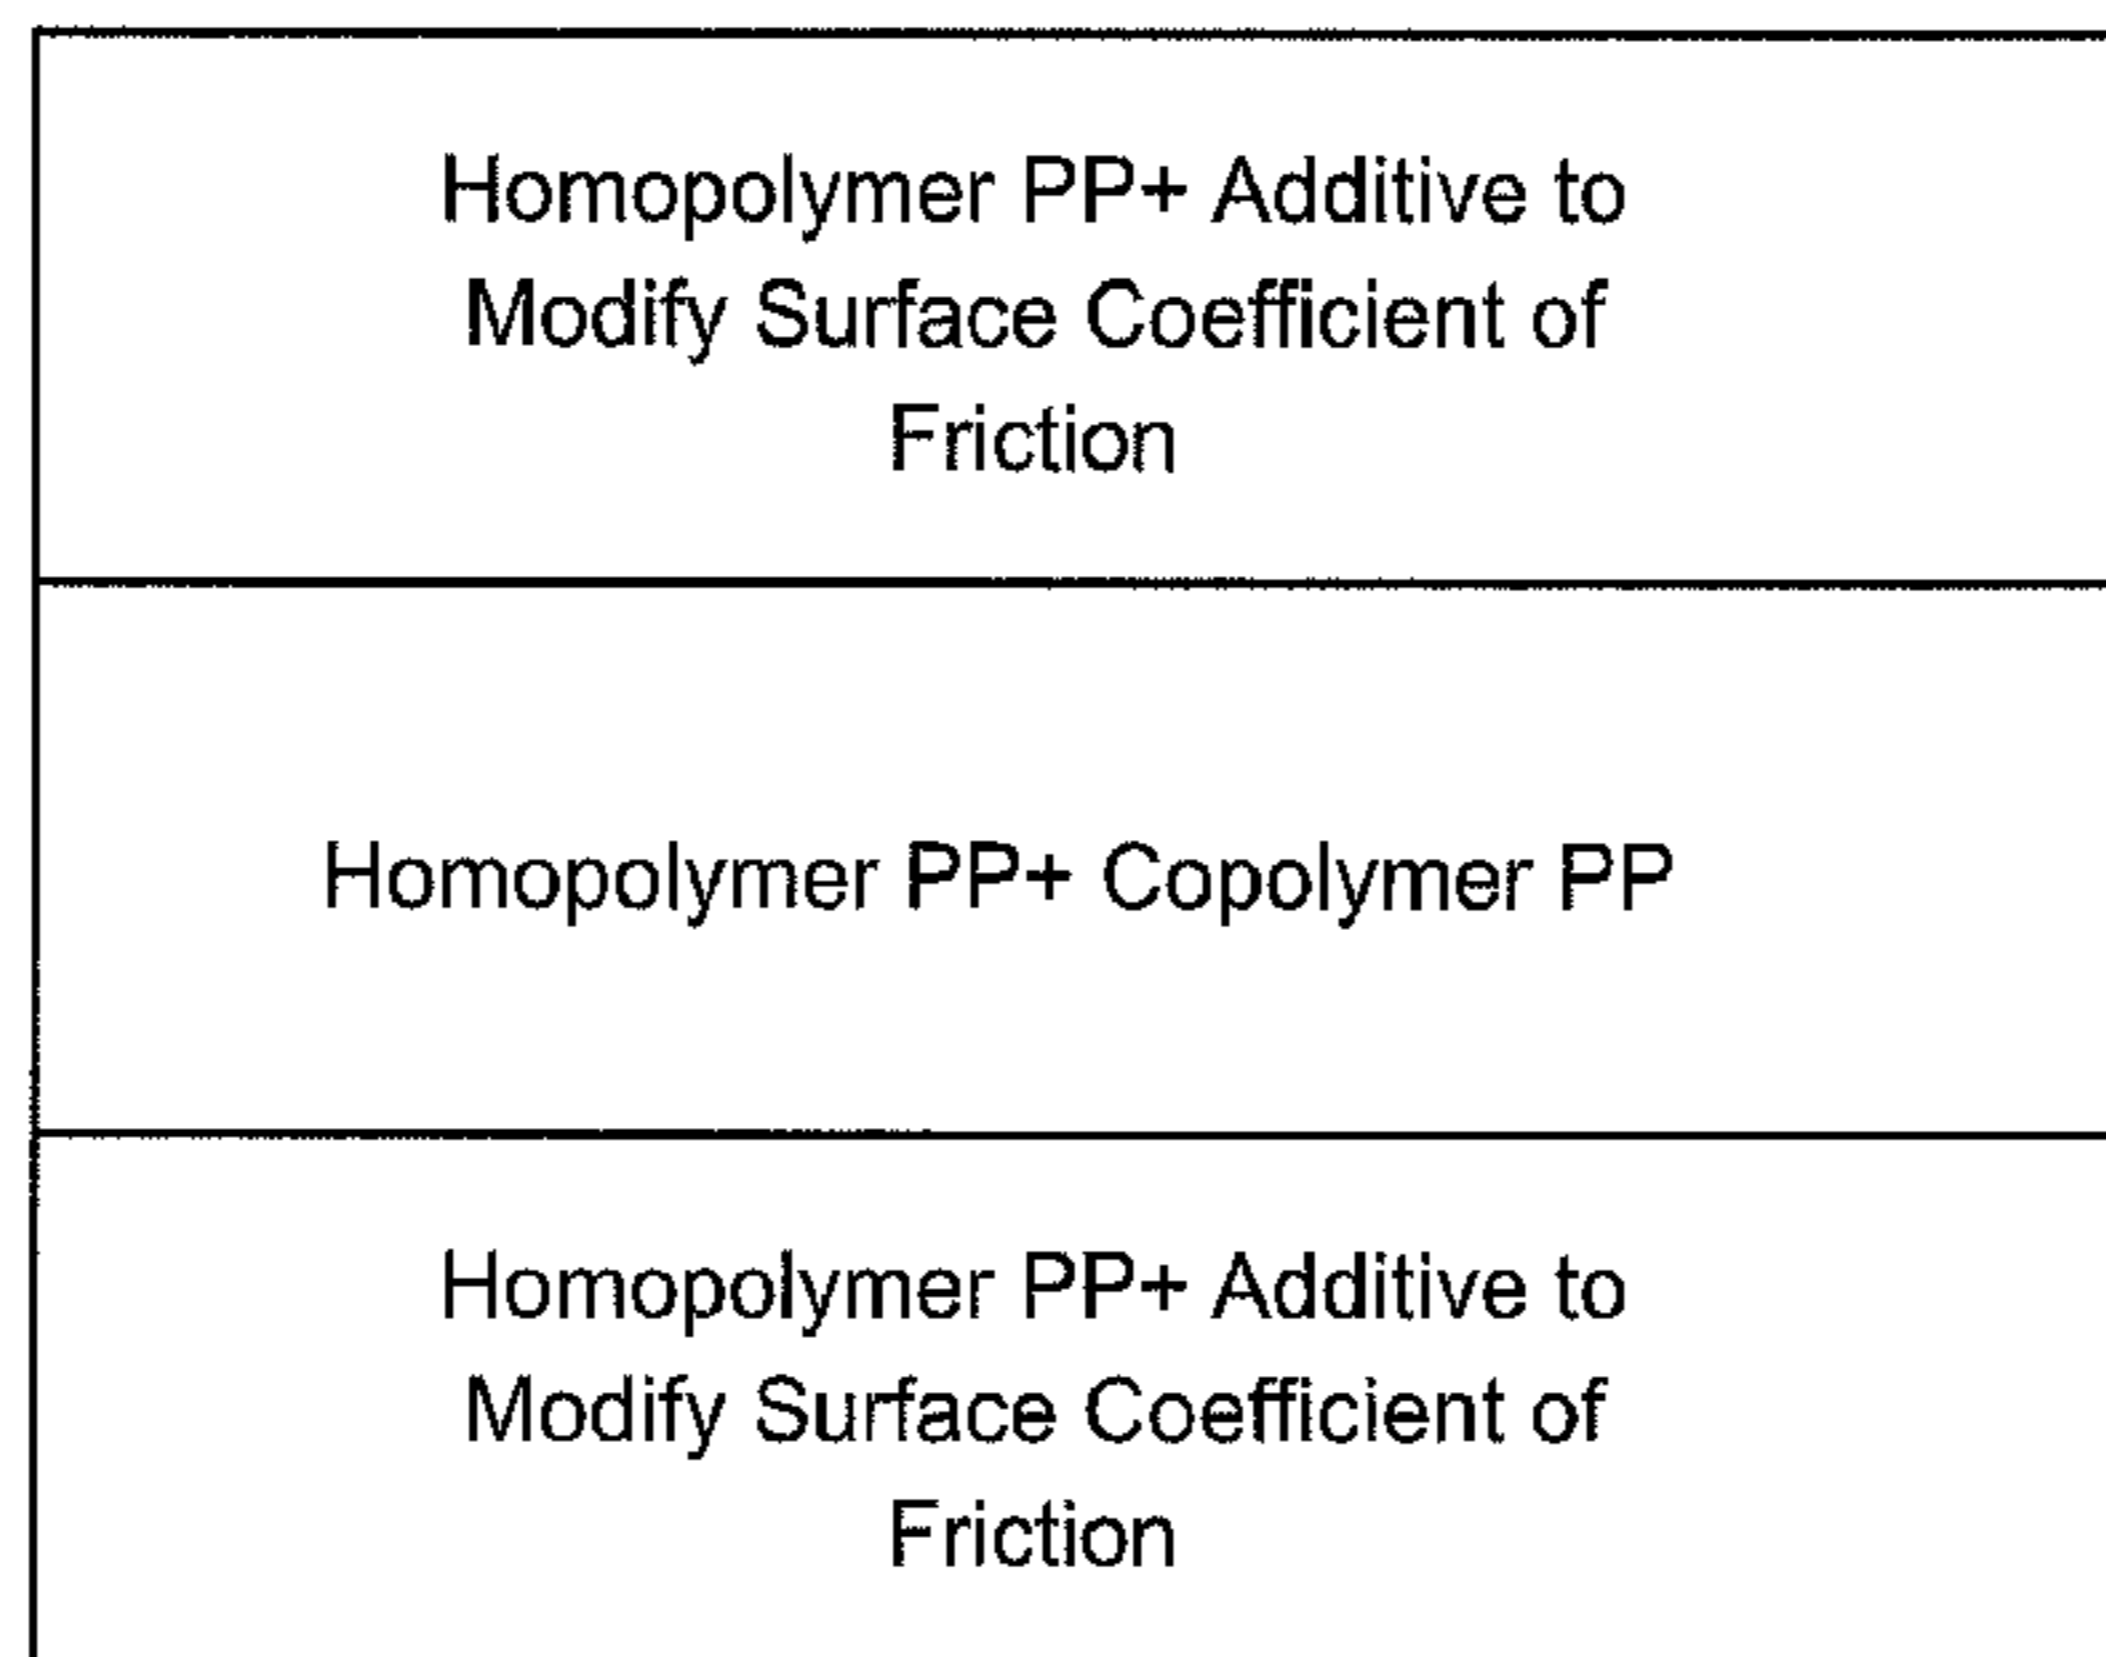 Homopolymer PP+ Additive to
Modify Surface Coefficient of
Friction
Homopolymer PP+ Copolymer PP
Homopolymer PP+ Additive to
Modify Surface Coefficient of
Friction